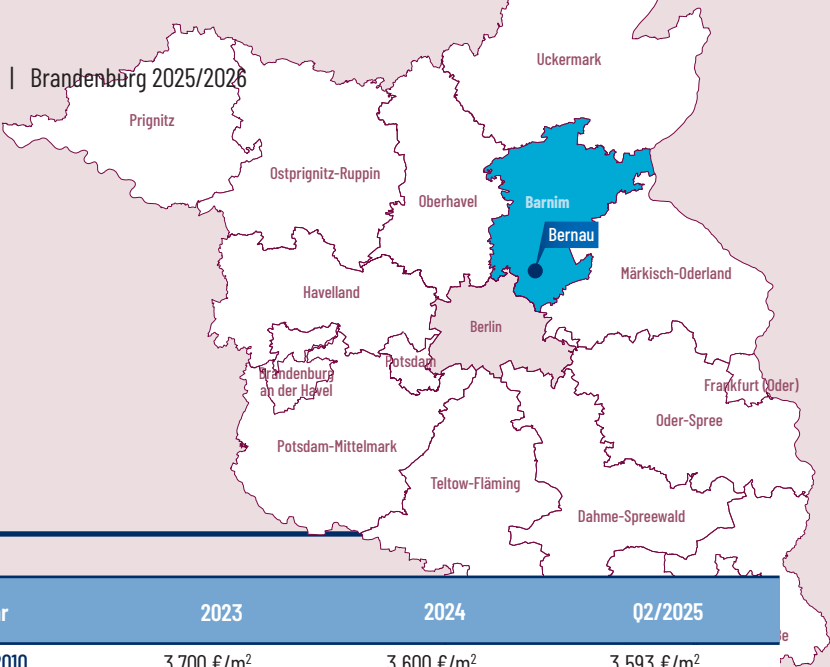 Uckermark
| Brandenburg 2025/2026
Prignitz
Ostprignitz-Ruppin
Oberhavel
Barnim
Bernau
Märkisch-Oderland
Havelland
Berlin
Potsdam
Brandenburg
an der Havel
Frankfurt (Oder)
Oder-Spree
Potsdam-Mittelmark
Teltow-Fläming
Dahme-Spreewald
2023 2024 Q2/2025
3.700 €/m² 3.600 €/m² 3.593 €/m²